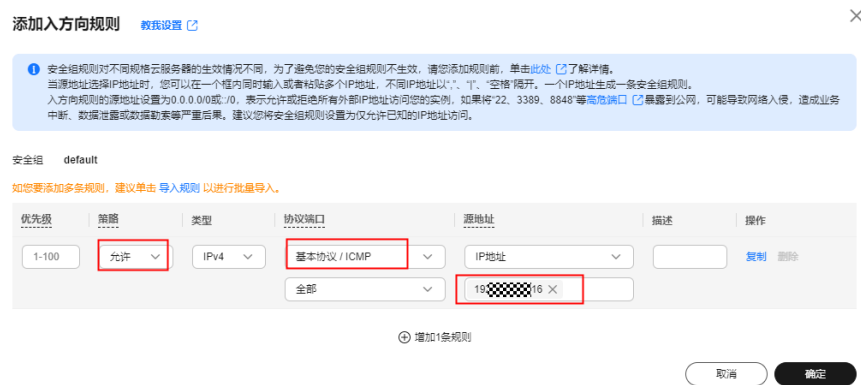 添加入方向规则 教我设置
安全组规则对不同规格云服务器的生效情况不同，为了避免您的安全组规则不生效，请您添加规则前，单击此处了解详情。
当源地址选择IP地址时，您可以在一个框内同时输入或者粘贴多个IP地址，不同IP地址以“,”、“|”、“空格”隔开。一个IP地址生成一条安全组规则。
入方向规则的源地址设置为0.0.0.0/0或::/0，表示允许或拒绝所有外部IP地址访问您的实例，如果将“22、3389、8848”等高危端口暴露到公网，可能导致网络入侵，造成业务
中断、数据泄露或数据勒索等严重后果。建议您将安全组规则设置为仅允许已知的IP地址访问。
安全组 default
如您要添加多条规则，建议单击 导入规则 以进行批量导入。
优先级 策略 类型 协议端口 源地址 描述 操作
1-100 允许 IPv4 基本协议 / ICMP IP地址 复制 删除
全部 16
增加1条规则
取消 确定